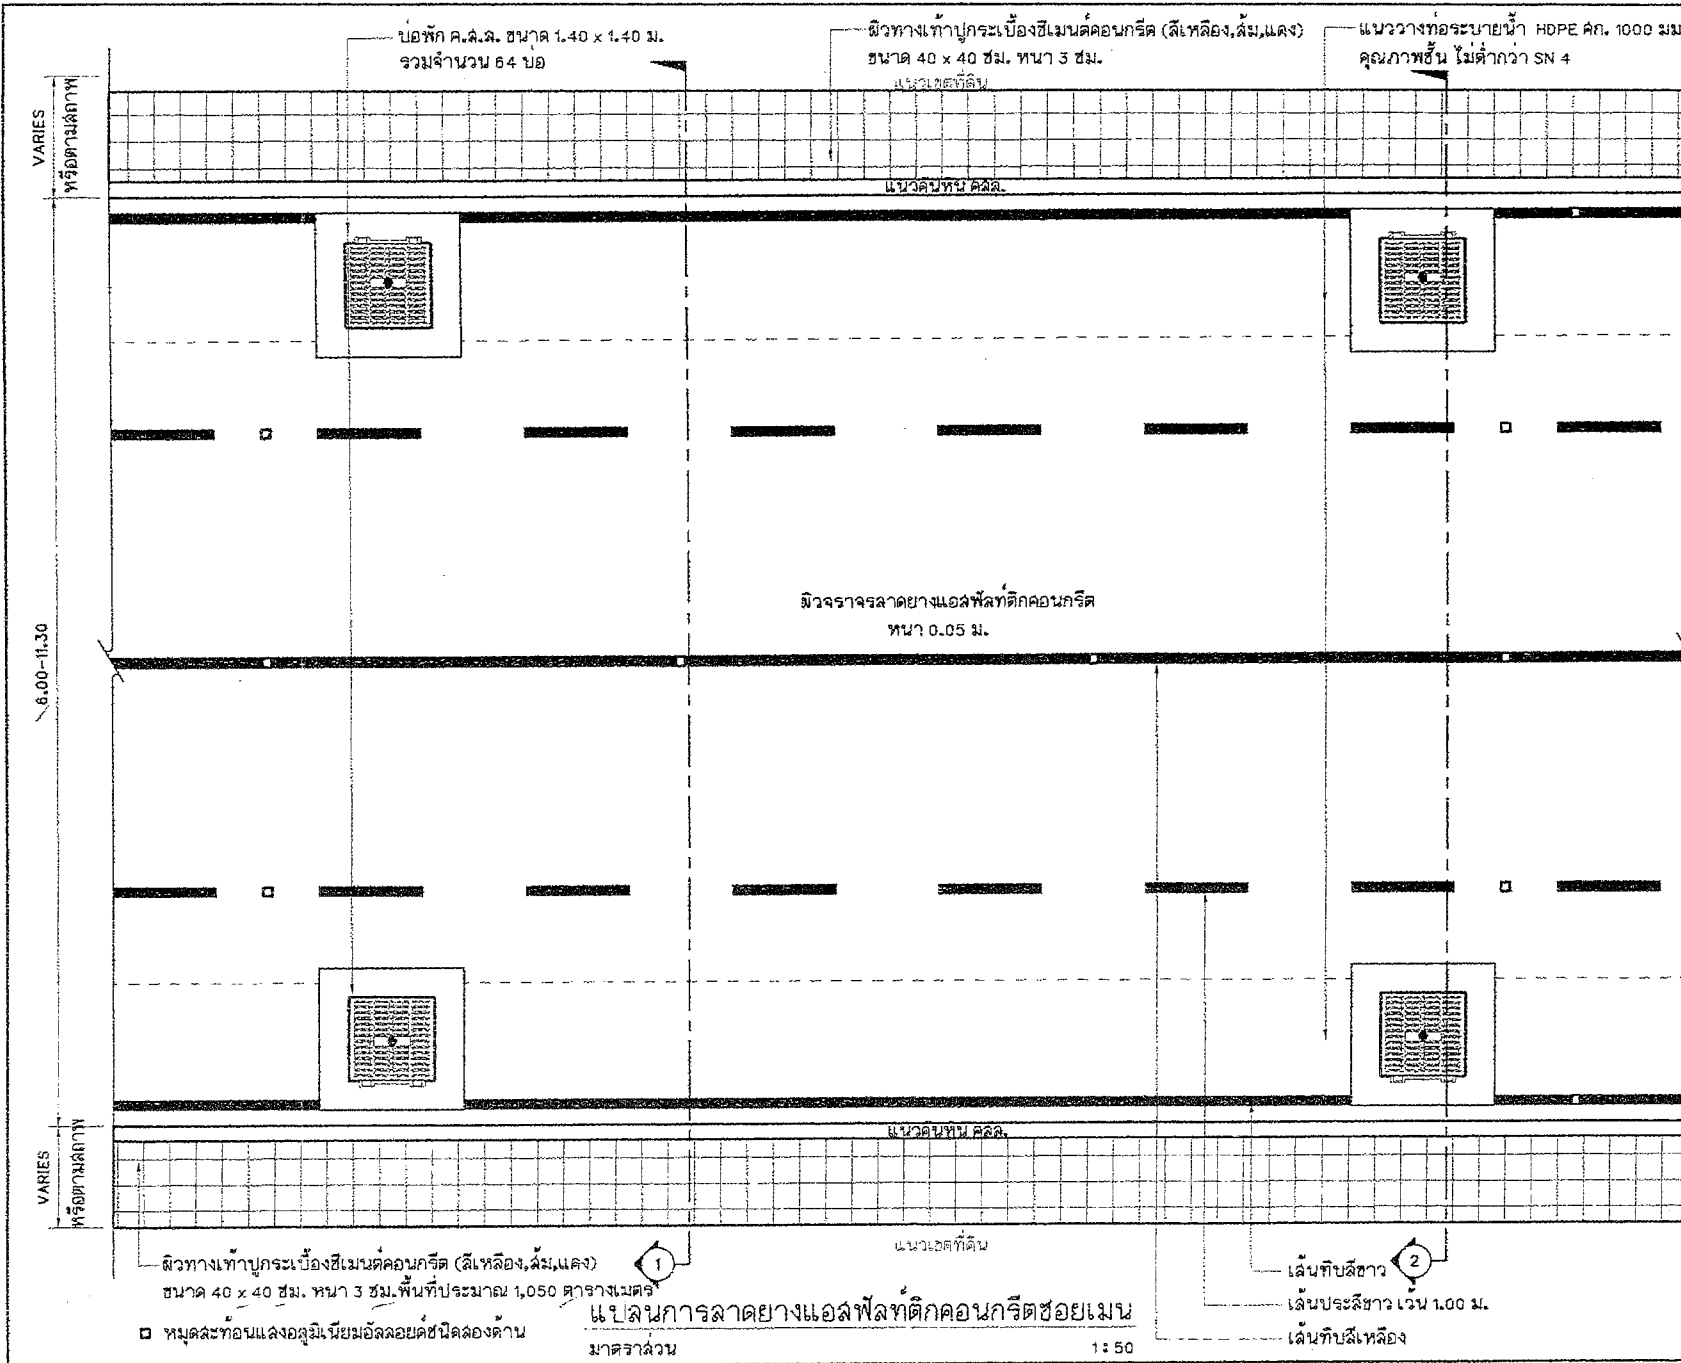 บ่อพัก ค.ส.ล. ขนาด 1.40 x 1.40 ม.
รวมจำนวน 64 บ่อ
ผิวทางเท้าปูกระเบื้องซีเมนต์คอนกรีต (สีเหลือง,ส้ม,แดง)
ขนาด 40 x 40 ซม. หนา 3 ซม.
แนววางท่อระบายน้ำ HDPE ศก. 1000 มม
คุณภาพชั้น ไม่ต่ำกว่า SN 4
แนวเขตที่ดิน
VARIES
หรือตามสภาพ
แนวคันหิน คสล.
6.00-11.30
ผิวจราจรลาดยางแอสฟัลท์ติกคอนกรีต
หนา 0.05 ม.
แนวคันหิน คสล.
VARIES
หรือตามสภาพ
แนวเขตที่ดิน
ผิวทางเท้าปูกระเบื้องซีเมนต์คอนกรีต (สีเหลือง,ส้ม,แดง)
ขนาด 40 x 40 ซม. หนา 3 ซม.พื้นที่ประมาณ 1,050 ตารางเมตร
หมุดสะท้อนแสงอลูมิเนียมอัลลอยด์ชนิดสองด้าน
1
2
แปลนการลาดยางแอสฟัลท์ติกคอนกรีตซอยเมน
มาตราส่วน 1:50
เส้นทึบสีขาว
เส้นประสีขาว เว้น 1.00 ม.
เส้นทึบสีเหลือง